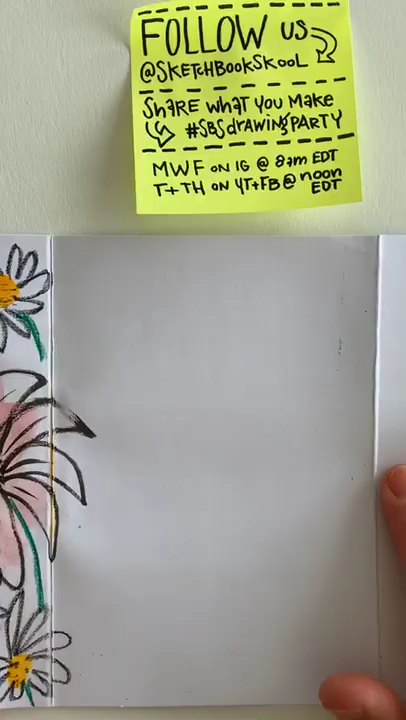 FOLLOW US
@SKETCHBOOKSKOOL
SHARE WHAT YOU MAKE
#SBSdRAWINGPARTY
MWF ON IG @ 8am EDT
T+TH ON YT+FB @ noon EDT